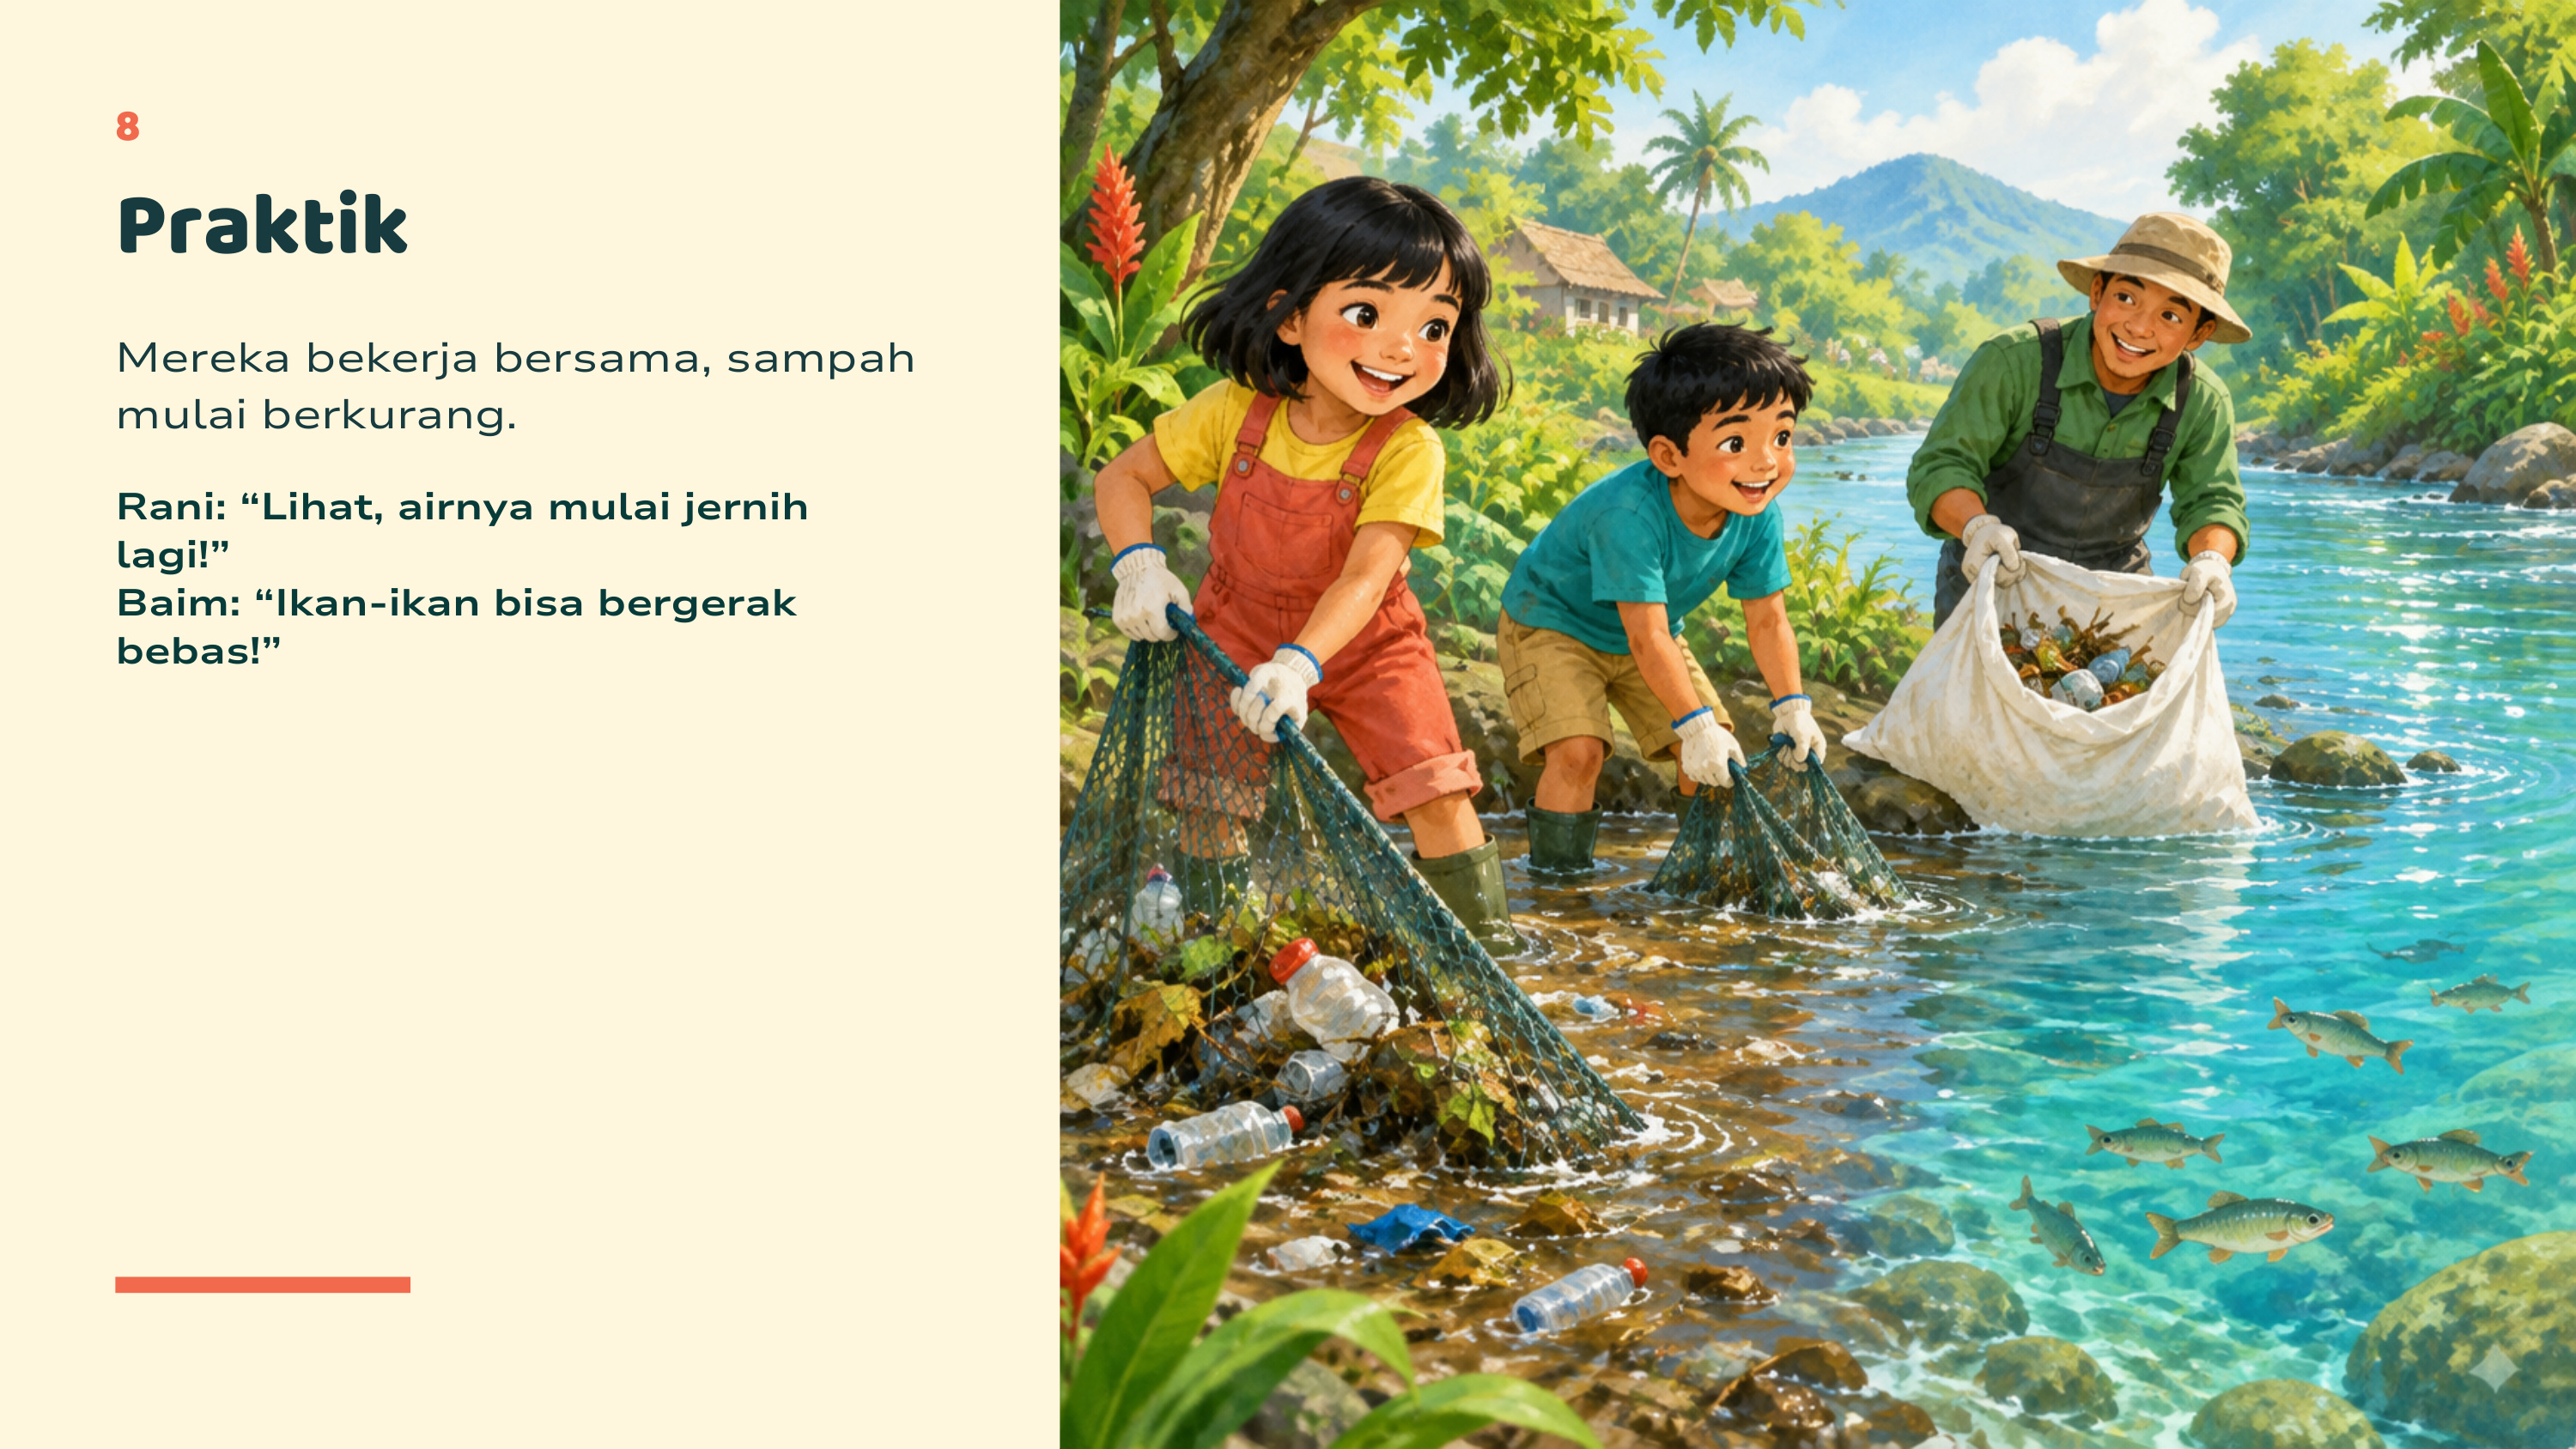 8
Praktik
Mereka bekerja bersama, sampah
mulai berkurang.
Rani: “Lihat, airnya mulai jernih
lagi!”
Baim: “Ikan-ikan bisa bergerak
bebas!”